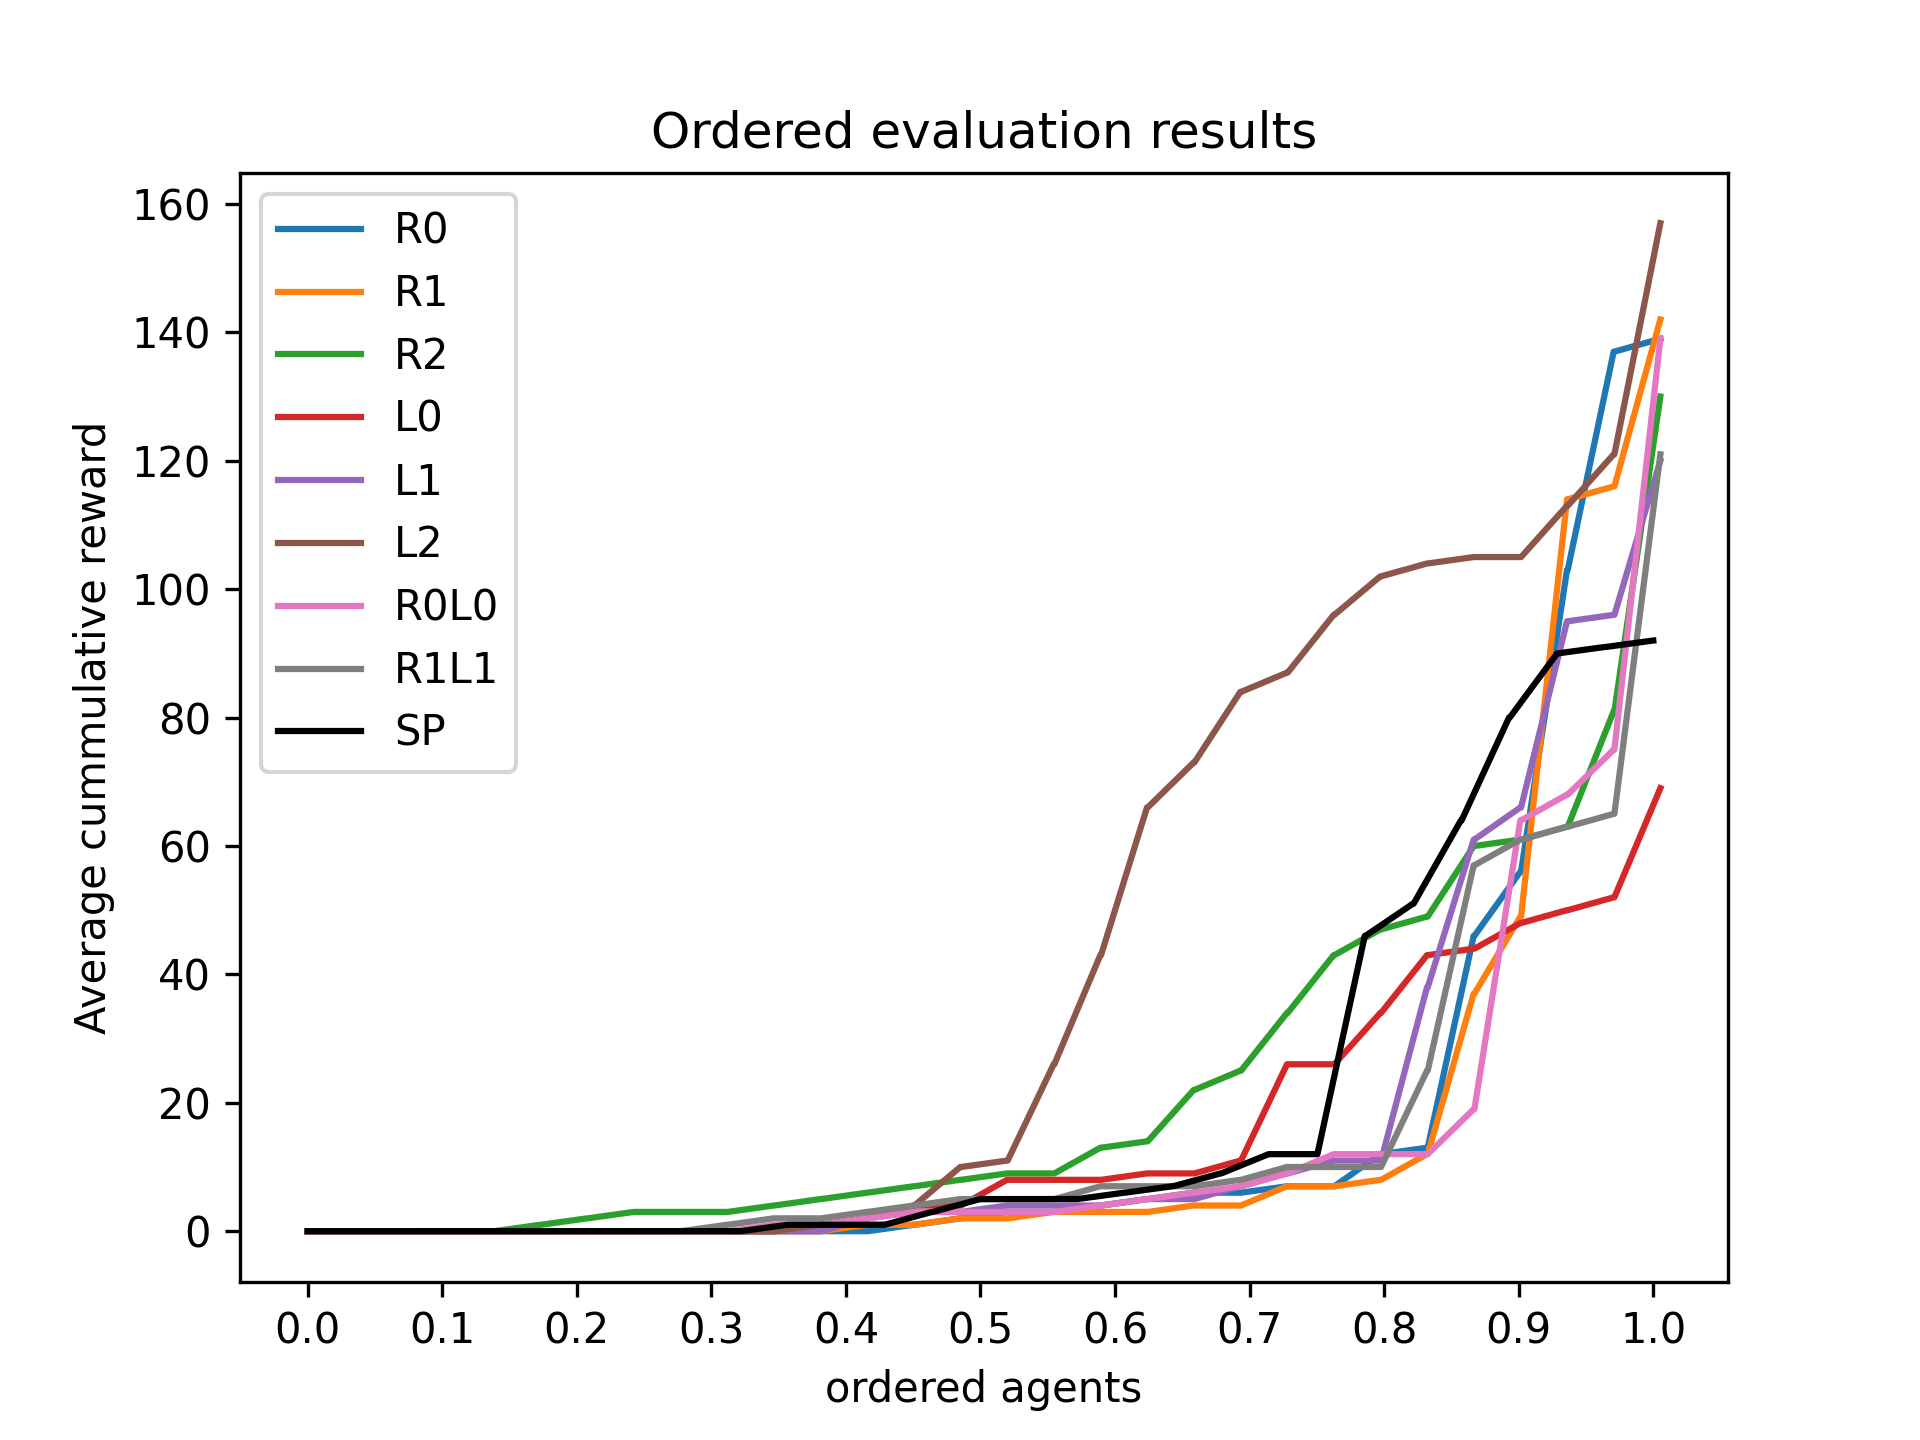 Ordered evaluation results
160
140
120
100
80
60
40
20
0
Average cummulative reward
R0
R1
R2
L0
L1
L2
R0L0
R1L1
SP
0.0 0.1 0.2 0.3 0.4 0.5 0.6 0.7 0.8 0.9 1.0
ordered agents